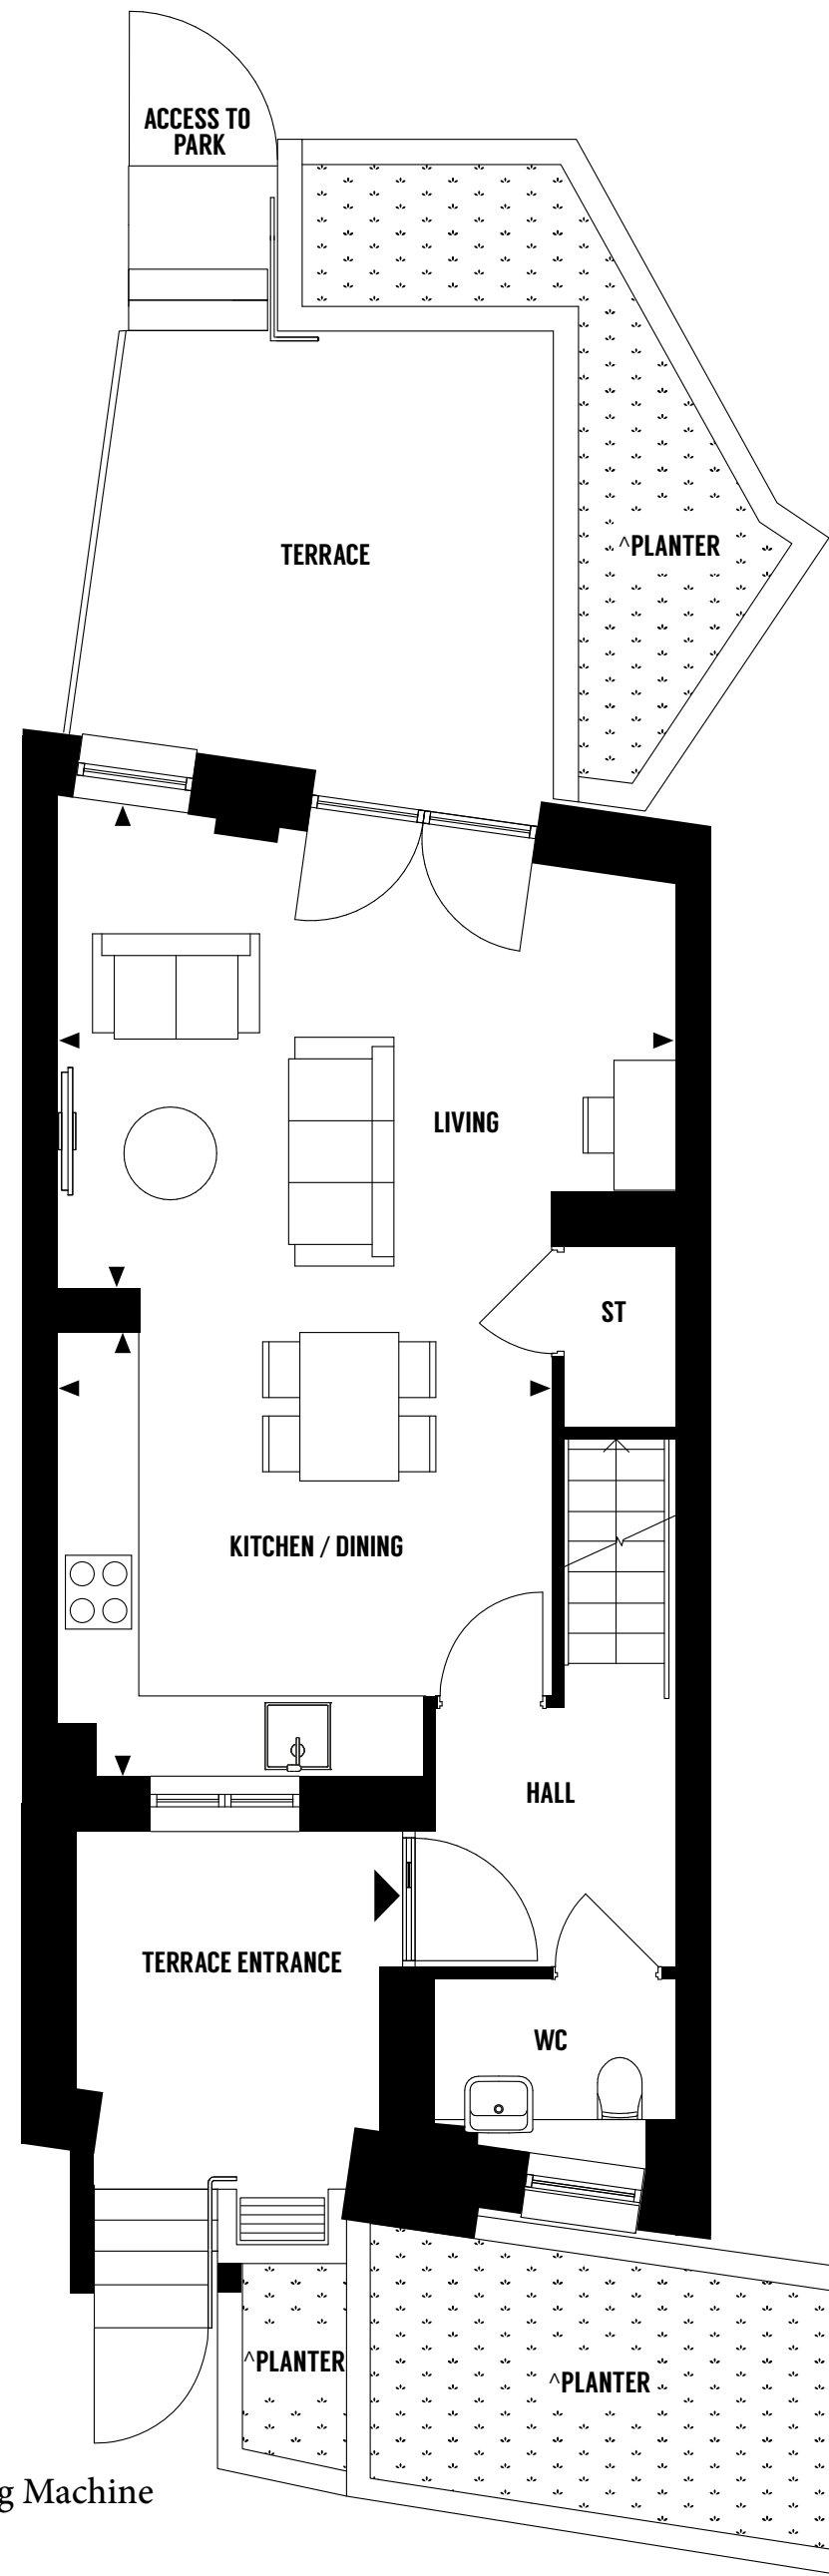 ACCESS TO
PARK
TERRACE
^PLANTER
LIVING
ST
KITCHEN / DINING
HALL
TERRACE ENTRANCE
WC
^PLANTER
^PLANTER
g Machine